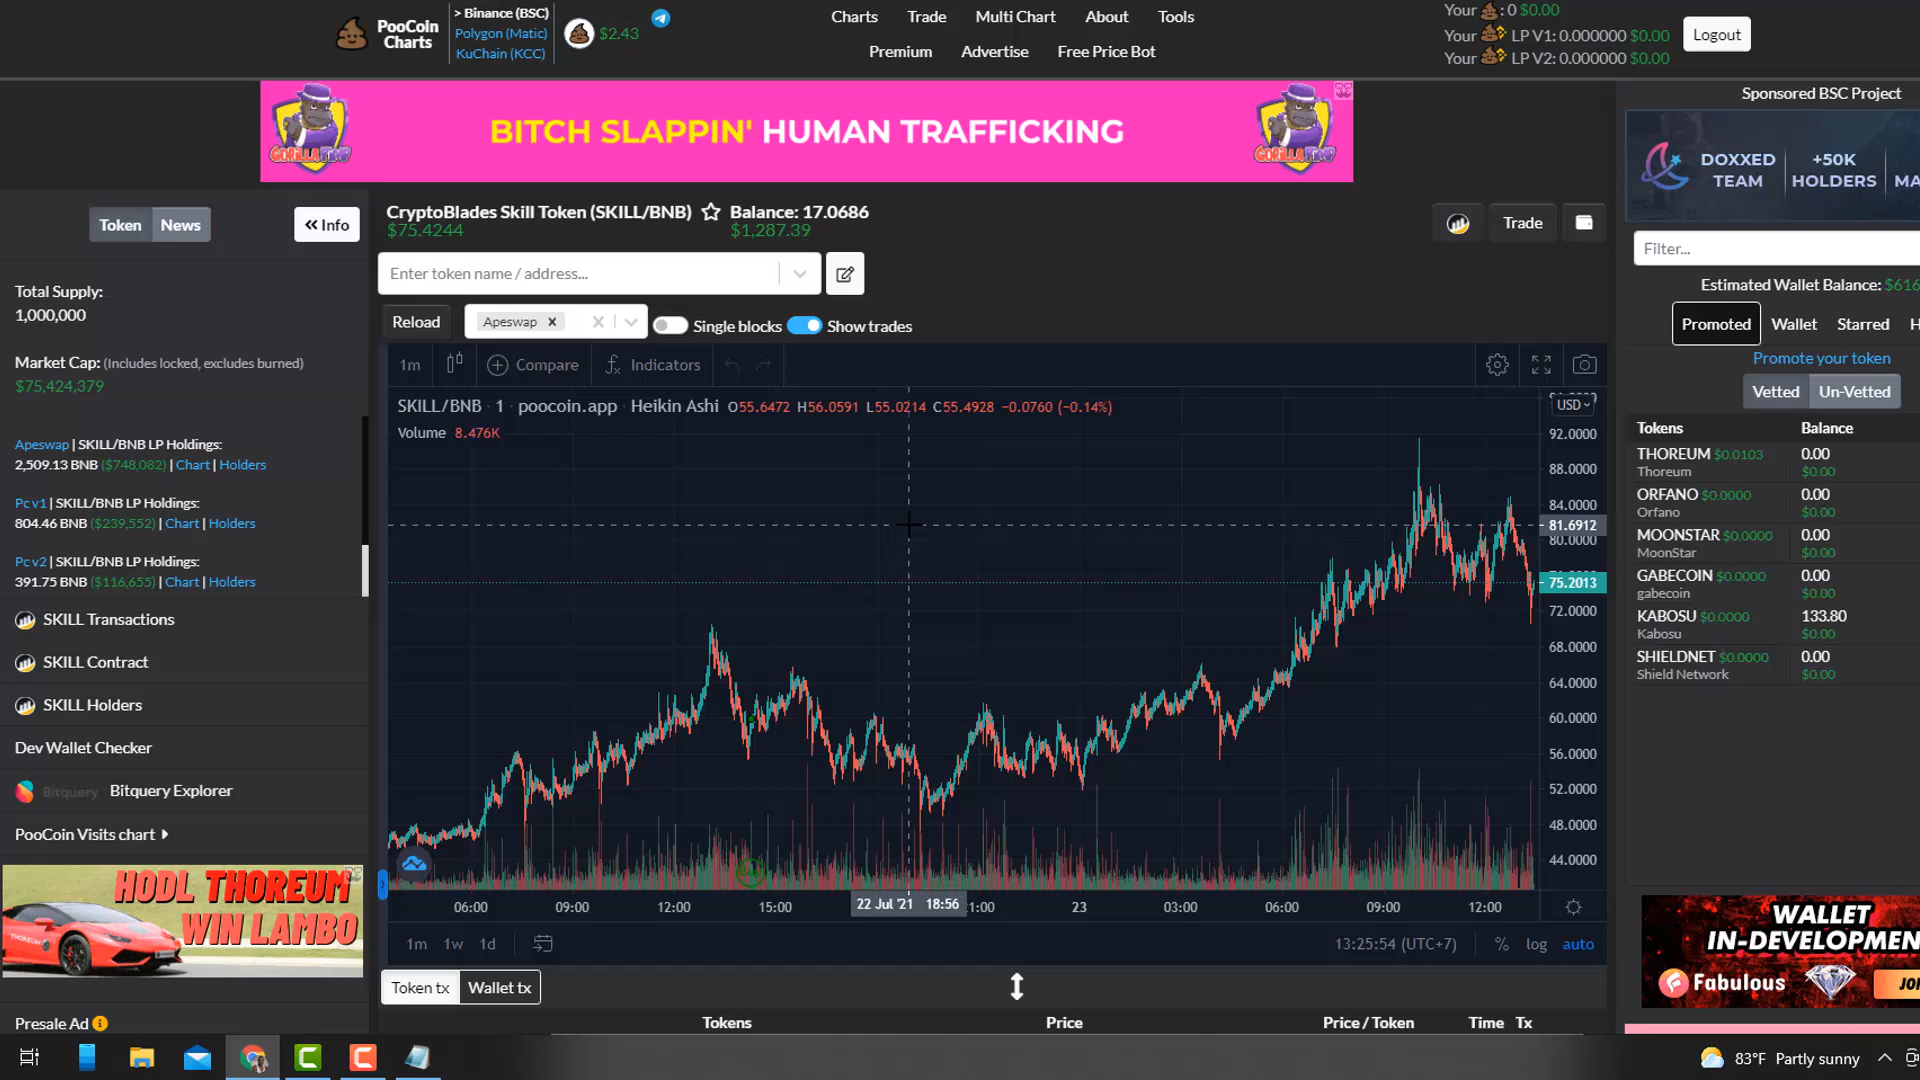 PooCoin
Charts
> Binance (BSC)
Polygon (Matic)
KuChain (KCC)
$2.43
Charts
Trade
Multi Chart
About
Tools
Premium
Advertise
Free Price Bot
Your : 0 $0.00
Your LP V1: 0.000000 $0.00
Your LP V2: 0.000000 $0.00
Logout
GORILLA PIMP
BITCH SLAPPIN' HUMAN TRAFFICKING
GORILLA PIMP
Sponsored BSC Project
DOXXED
TEAM
+50K
HOLDERS
MA
Token
News
« Info
CryptoBlades Skill Token (SKILL/BNB)
$75.4244
Balance: 17.0686
$1,287.39
Trade
Enter token name / address...
Reload
Apeswap ×
Single blocks
Show trades
Total Supply:
1,000,000
Market Cap: (Includes locked, excludes burned)
$75,424,379
Apeswap | SKILL/BNB LP Holdings:
2,509.13 BNB ($748,082) | Chart | Holders
Pc v1 | SKILL/BNB LP Holdings:
804.46 BNB ($239,552) | Chart | Holders
Pc v2 | SKILL/BNB LP Holdings:
391.75 BNB ($116,655) | Chart | Holders
SKILL Transactions
SKILL Contract
SKILL Holders
Dev Wallet Checker
Bitquery Bitquery Explorer
PooCoin Visits chart
HODL THOREUM
WIN LAMBO
THOREUM
Presale Ad
1m
Compare
Indicators
SKILL/BNB · 1 · poocoin.app · Heikin Ashi O55.6472 H56.0591 L55.0214 C55.4928 −0.0760 (−0.14%)
Volume 8.476K
USD
92.0000
88.0000
84.0000
81.6912
80.0000
75.2013
72.0000
68.0000
64.0000
60.0000
56.0000
52.0000
48.0000
44.0000
06:00
09:00
12:00
15:00
22 Jul '21 18:56
1:00
23
03:00
06:00
09:00
12:00
1m
1w
1d
13:25:54 (UTC+7)
%
log
auto
Token tx
Wallet tx
Tokens
Price
Price / Token
Time
Tx
Filter...
Estimated Wallet Balance: $616
Promoted
Wallet
Starred
H
Promote your token
Vetted
Un-Vetted
Tokens
Balance
THOREUM $0.0103
Thoreum
0.00
$0.00
ORFANO $0.0000
Orfano
0.00
$0.00
MOONSTAR $0.0000
MoonStar
0.00
$0.00
GABECOIN $0.0000
gabecoin
0.00
$0.00
KABOSU $0.0000
Kabosu
133.80
$0.00
SHIELDNET $0.0000
Shield Network
0.00
$0.00
WALLET
IN-DEVELOPMEN
Fabulous
JOI
83°F Partly sunny